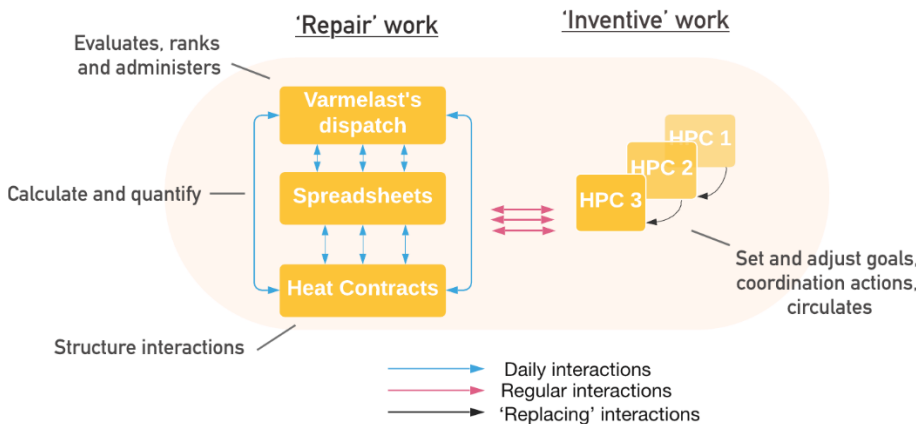 'Repair' work
'Inventive' work
Evaluates, ranks
and administers
Varmelast's
dispatch
HPC 1
HPC 2
HPC 3
Calculate and quantify
Spreadsheets
Heat Contracts
Set and adjust goals,
coordination actions,
circulates
Structure interactions
Daily interactions
Regular interactions
'Replacing' interactions